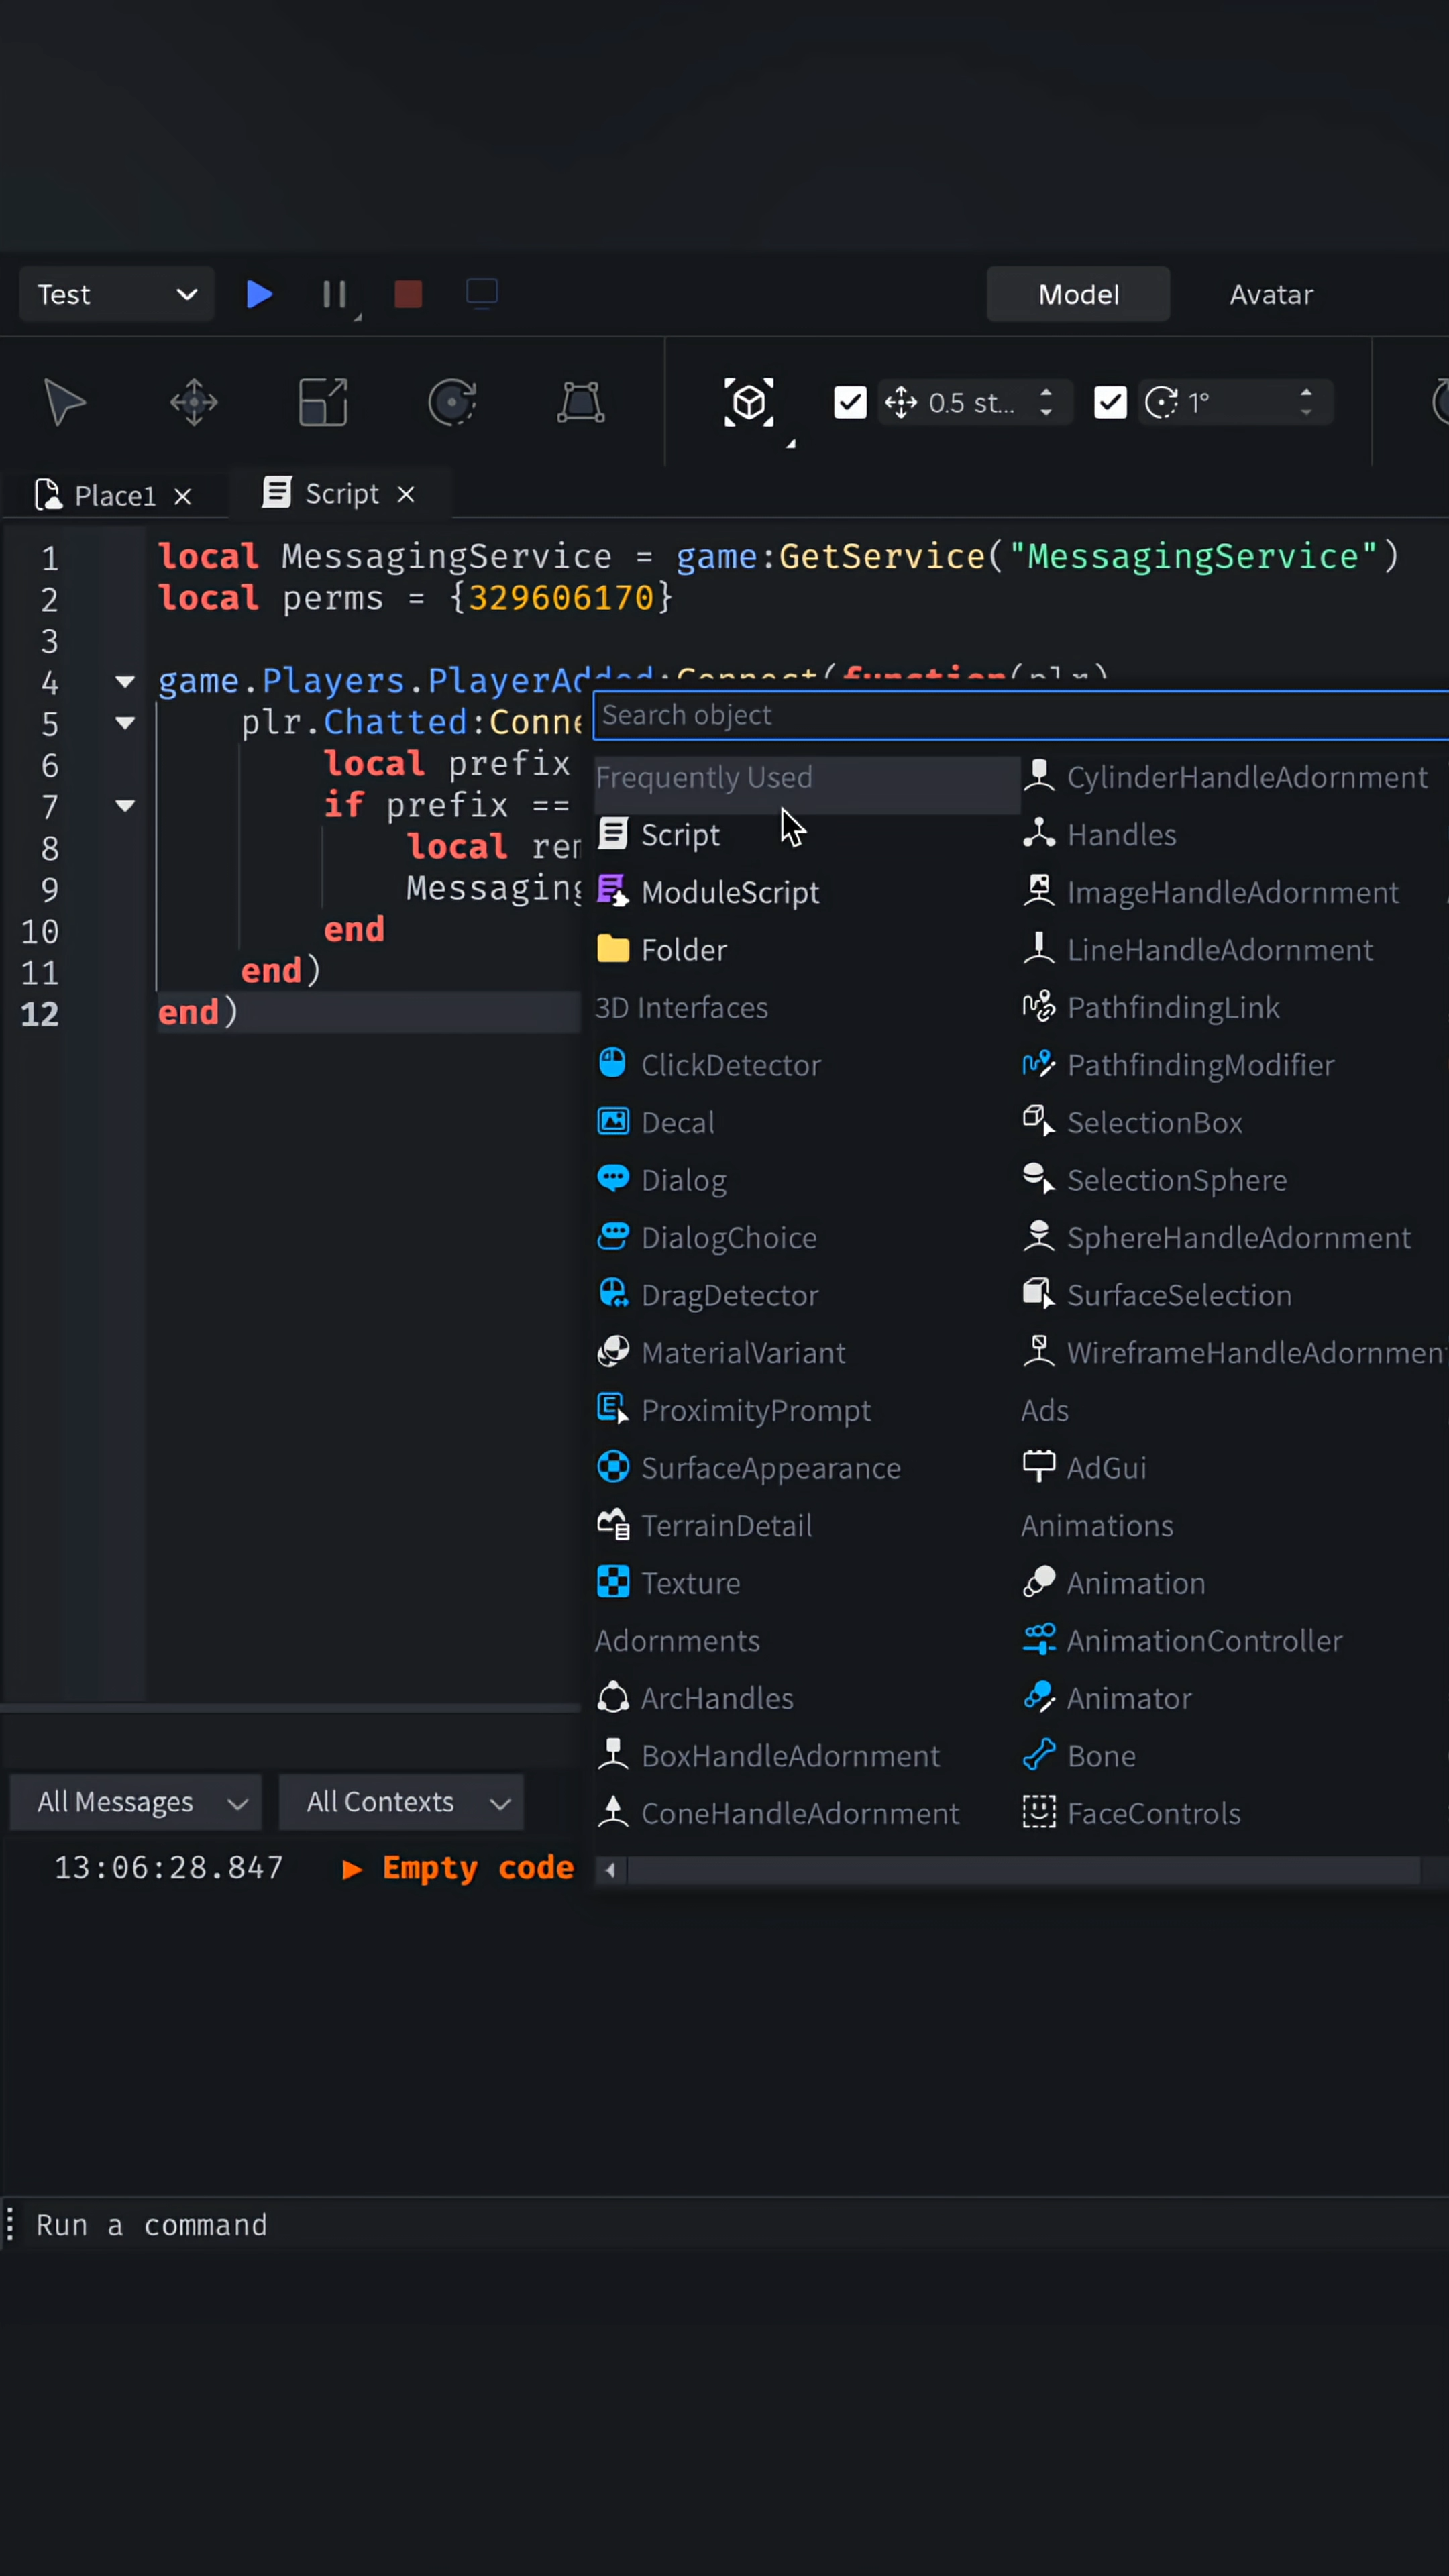 Test
Model
Avatar
0.5 st...
1°
Place1
Script
1 local MessagingService = game:GetService("MessagingService")
2 local perms = {329606170}
3
4 game.Players.PlayerAdded:Connect(function(plr)
5 plr.Chatted:Conne
6 local prefix
7 if prefix ==
8 local
9 Messaging
10 end
11 end)
12 end)
Search object
Frequently Used
Script
ModuleScript
Folder
3D Interfaces
ClickDetector
Decal
Dialog
DialogChoice
DragDetector
MaterialVariant
ProximityPrompt
SurfaceAppearance
TerrainDetail
Texture
Adornments
ArcHandles
BoxHandleAdornment
ConeHandleAdornment
CylinderHandleAdornment
Handles
ImageHandleAdornment
LineHandleAdornment
PathfindingLink
PathfindingModifier
SelectionBox
SelectionSphere
SphereHandleAdornment
SurfaceSelection
WireframeHandleAdornmen
Ads
AdGui
Animations
Animation
AnimationController
Animator
Bone
FaceControls
All Messages
All Contexts
13:06:28.847 ▶ Empty code
Run a command